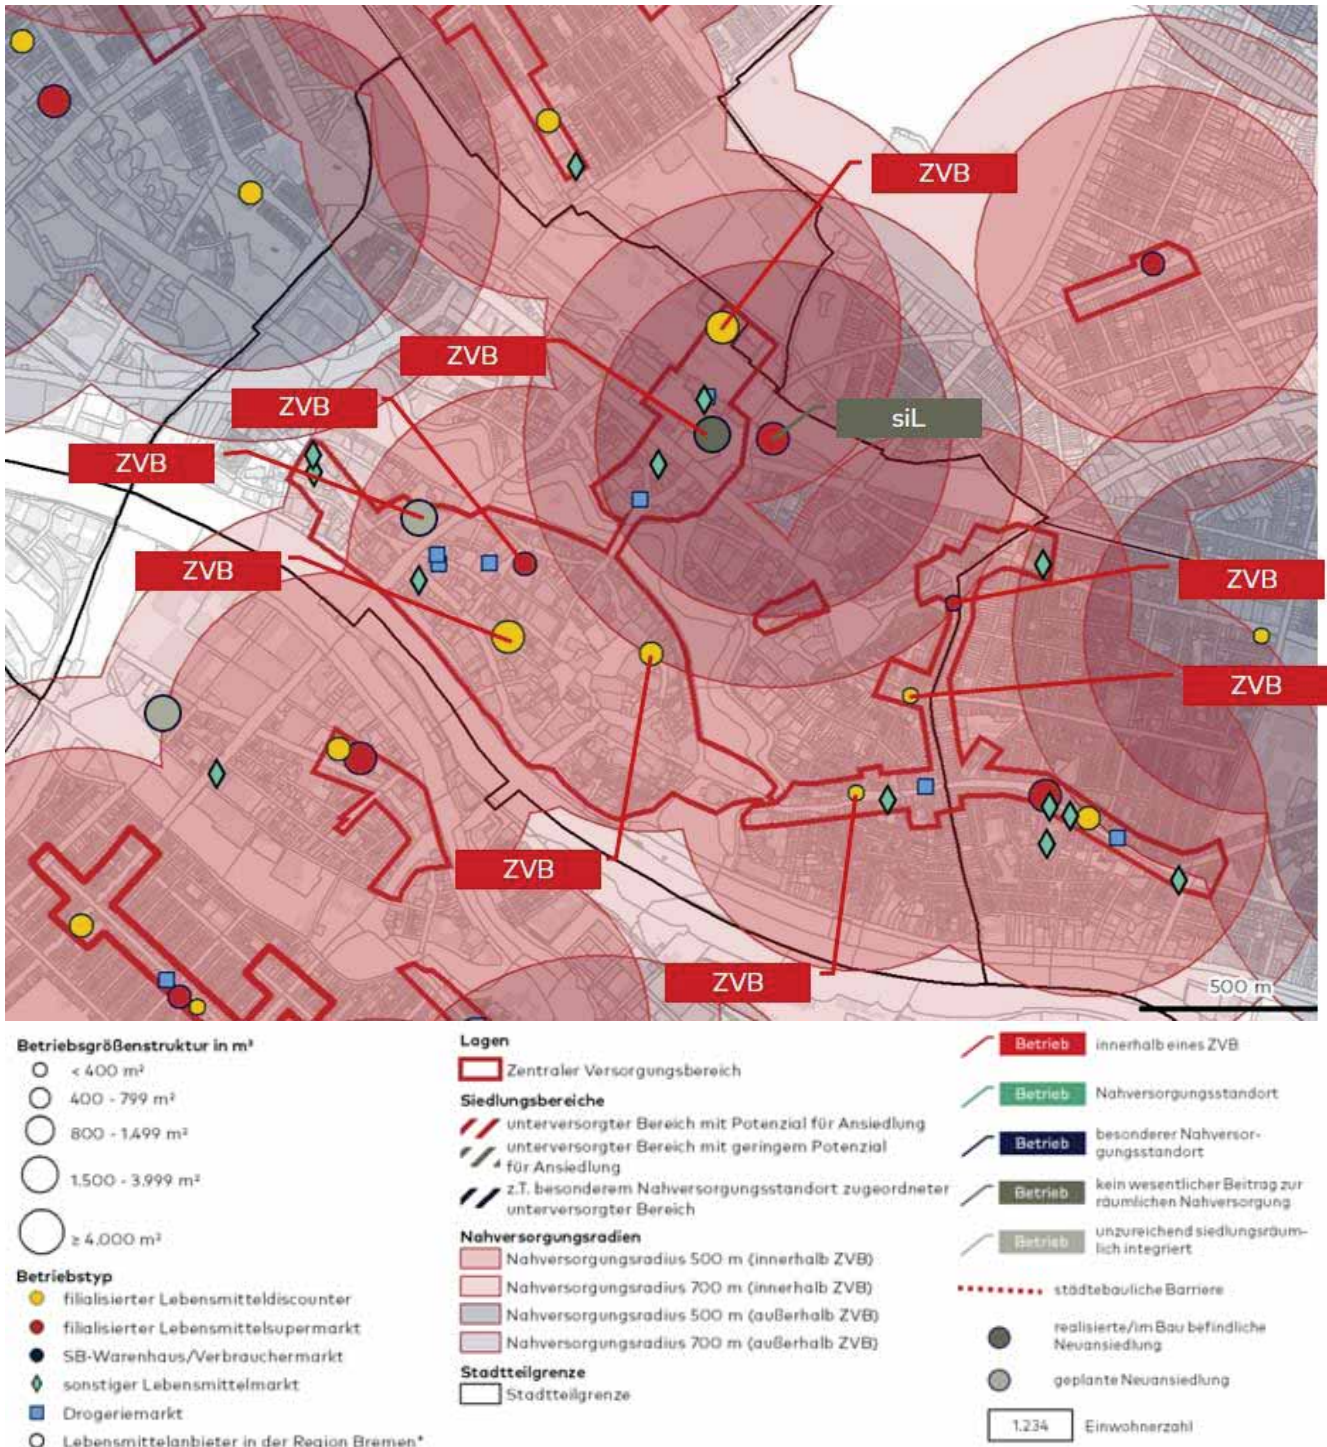 ZVB
ZVB
ZVB
siL
ZVB
ZVB
ZVB
ZVB
ZVB
ZVB
500 m
Betriebsgrößenstruktur in m²
< 400 m²
400 - 799 m²
800 - 1.499 m²
1.500 - 3.999 m²
≥ 4.000 m²
Betriebstyp
filialisierter Lebensmitteldiscounter
filialisierter Lebensmittelsupermarkt
SB-Warenhaus/Verbrauchermarkt
sonstiger Lebensmittelmarkt
Drogeriemarkt
Lebensmittelanbieter in der Region Bremen*
Lagen
Zentraler Versorgungsbereich
Siedlungsbereiche
unterversorgter Bereich mit Potenzial für Ansiedlung
unterversorgter Bereich mit geringem Potenzial
für Ansiedlung
z.T. besonderem Nahversorgungsstandort zugeordneter
unterversorgter Bereich
Nahversorgungsradien
Nahversorgungsradius 500 m (innerhalb ZVB)
Nahversorgungsradius 700 m (innerhalb ZVB)
Nahversorgungsradius 500 m (außerhalb ZVB)
Nahversorgungsradius 700 m (außerhalb ZVB)
Stadtteilgrenze
Stadtteilgrenze
Betrieb innerhalb eines ZVB
Betrieb Nahversorgungsstandort
Betrieb besonderer Nahversor-
gungsstandort
Betrieb kein wesentlicher Beitrag zur
räumlichen Nahversorgung
Betrieb unzureichend siedlungsräum-
lich integriert
städtebauliche Barriere
realisierte/im Bau befindliche
Neuansiedlung
geplante Neuansiedlung
1.234 Einwohnerzahl